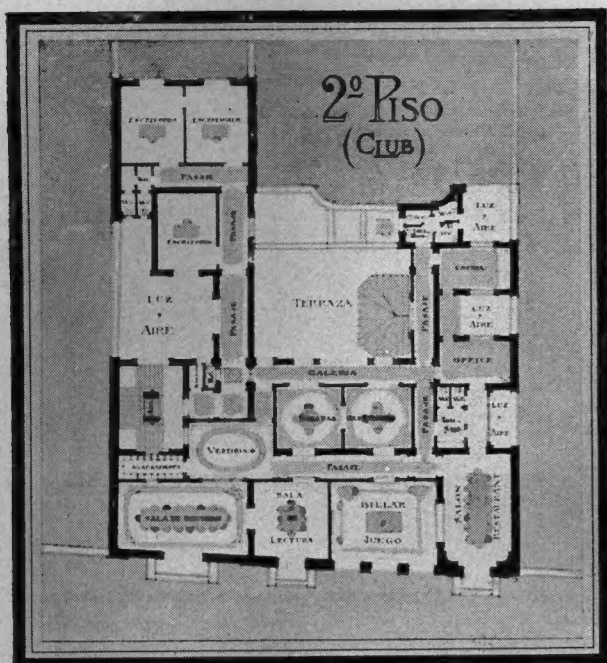 2º PISO
(CLUB)
ESCRITORIO
ESCRITORIO
PASAJE
ESCRITORIO
PASAJE
LUZ
Y
AIRE
COCINA
LUZ
Y
AIRE
TERRAZA
PASAJE
PASAJE
LUZ
Y
AIRE
OFFICE
GALERIA
PASAJE
LUZ
Y
AIRE
VESTIBULO
PASAJE
SALA
LECTURA
BILLAR
JUEGO
SALON
RESTAURANT